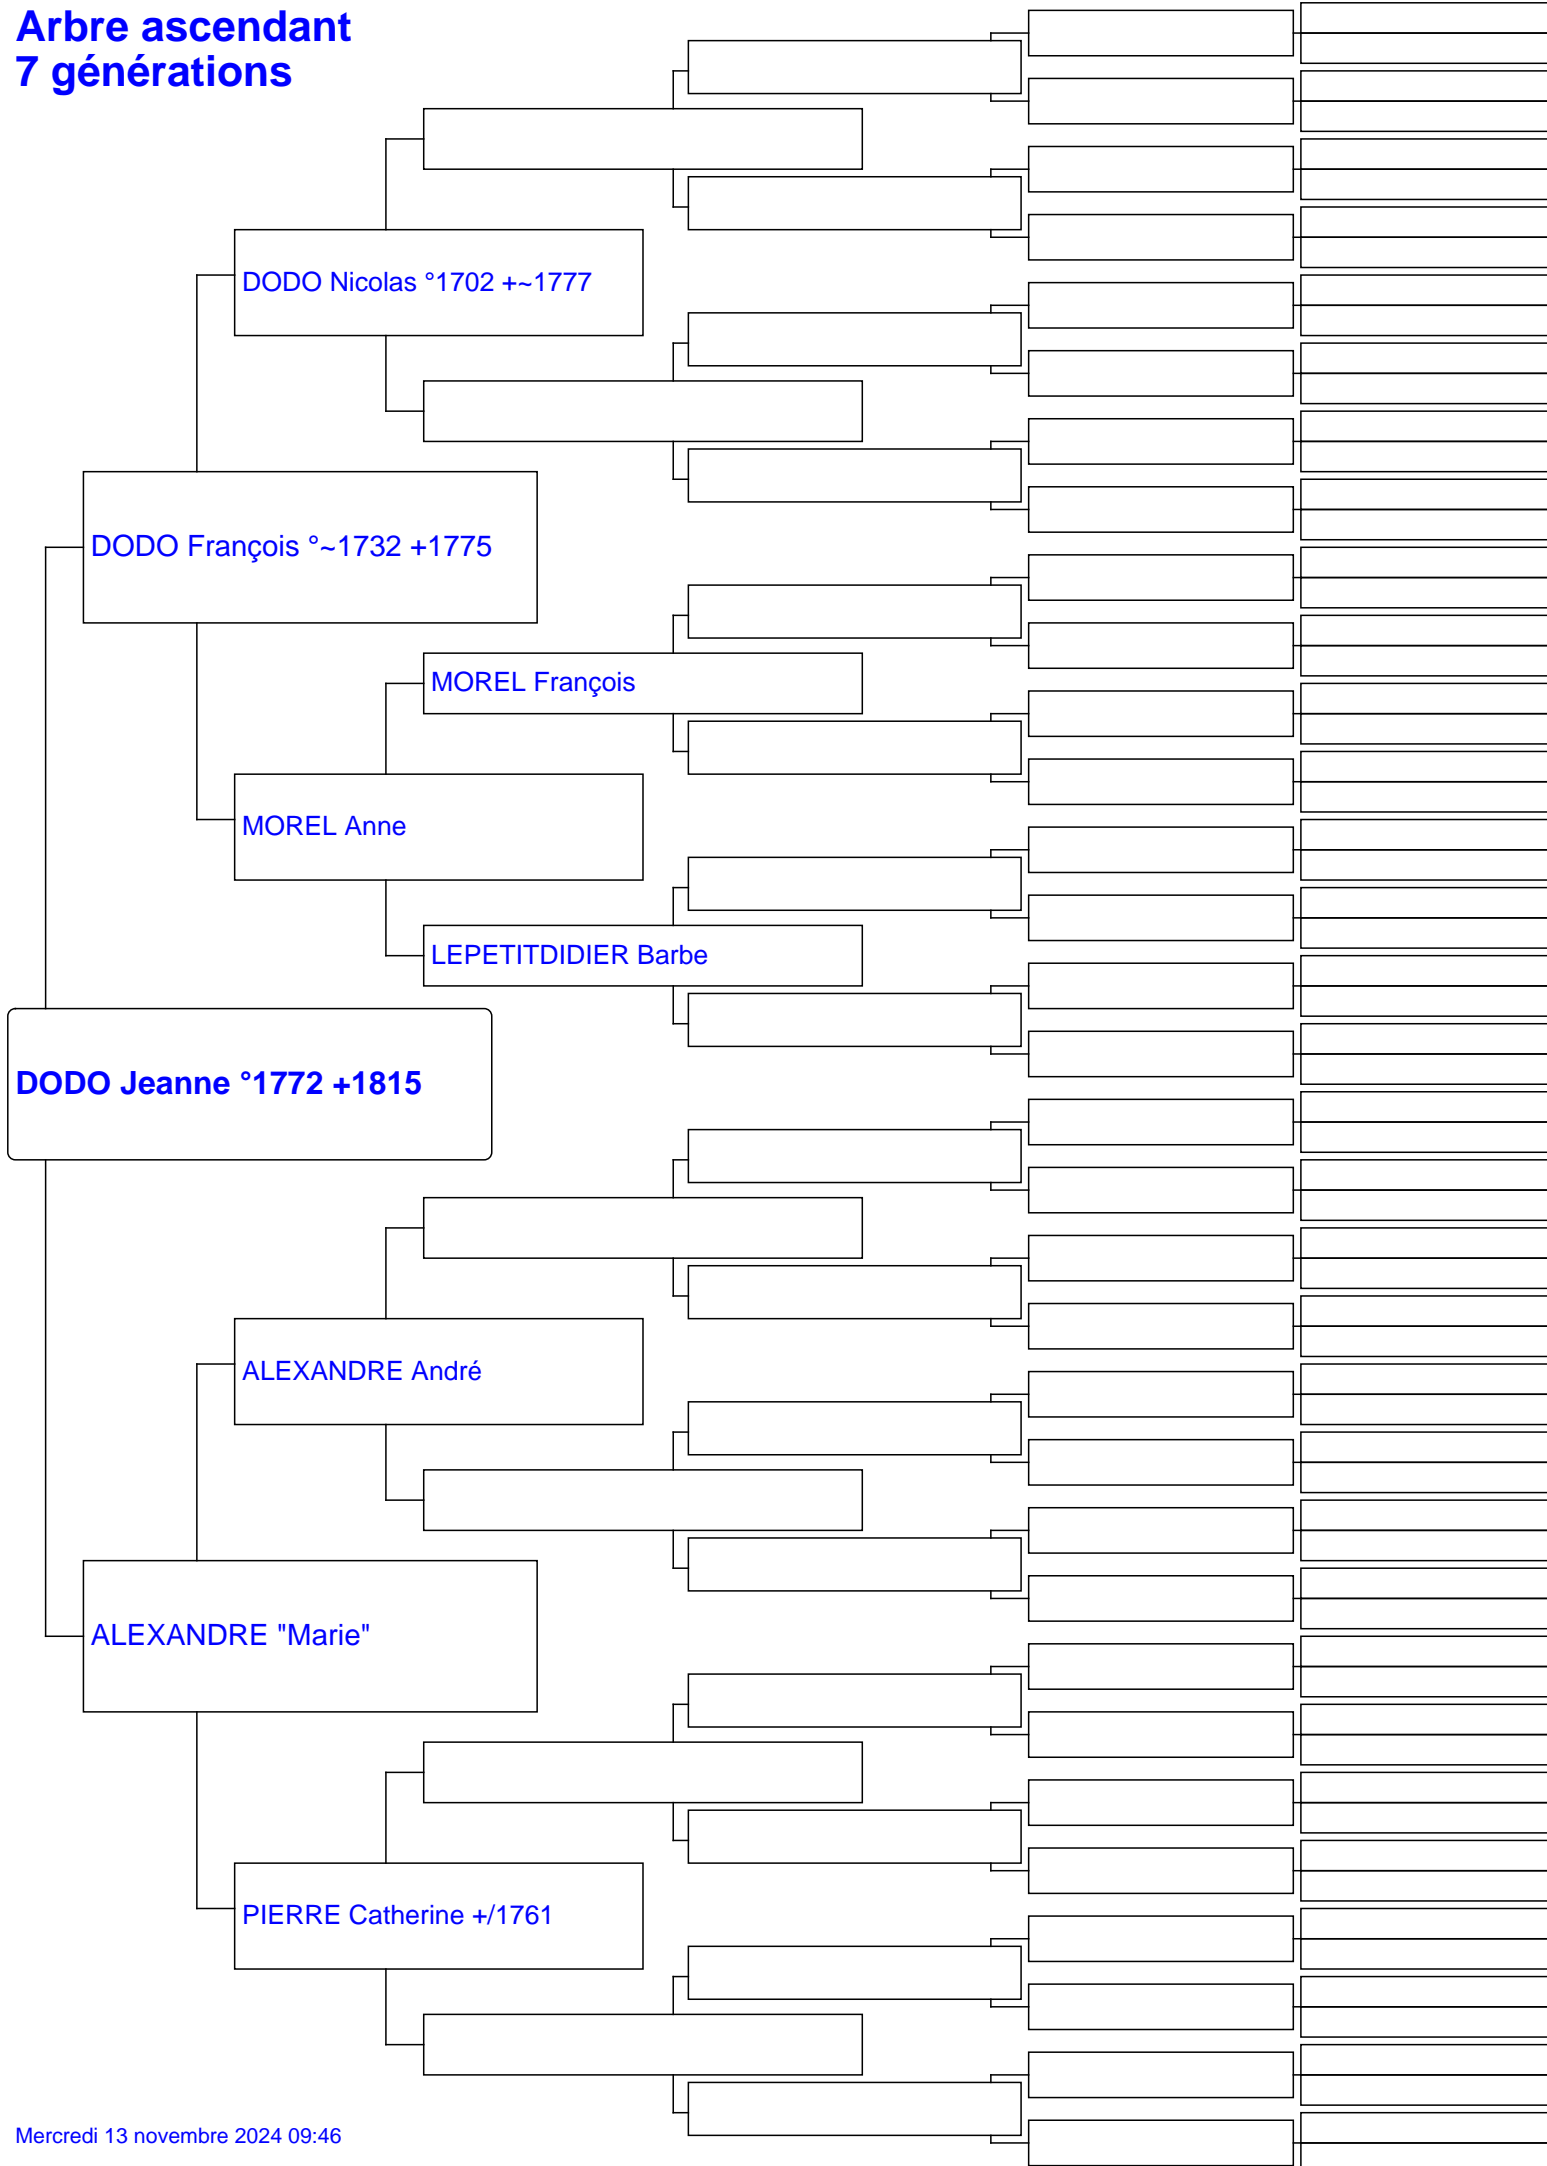 Arbre ascendant
7 générations
DODO Nicolas °1702 +~1777
DODO François °~1732 +1775
MOREL François
MOREL Anne
LEPETITDIDIER Barbe
DODO Jeanne °1772 +1815
ALEXANDRE André
ALEXANDRE "Marie"
PIERRE Catherine +/1761
Mercredi 13 novembre 2024 09:46